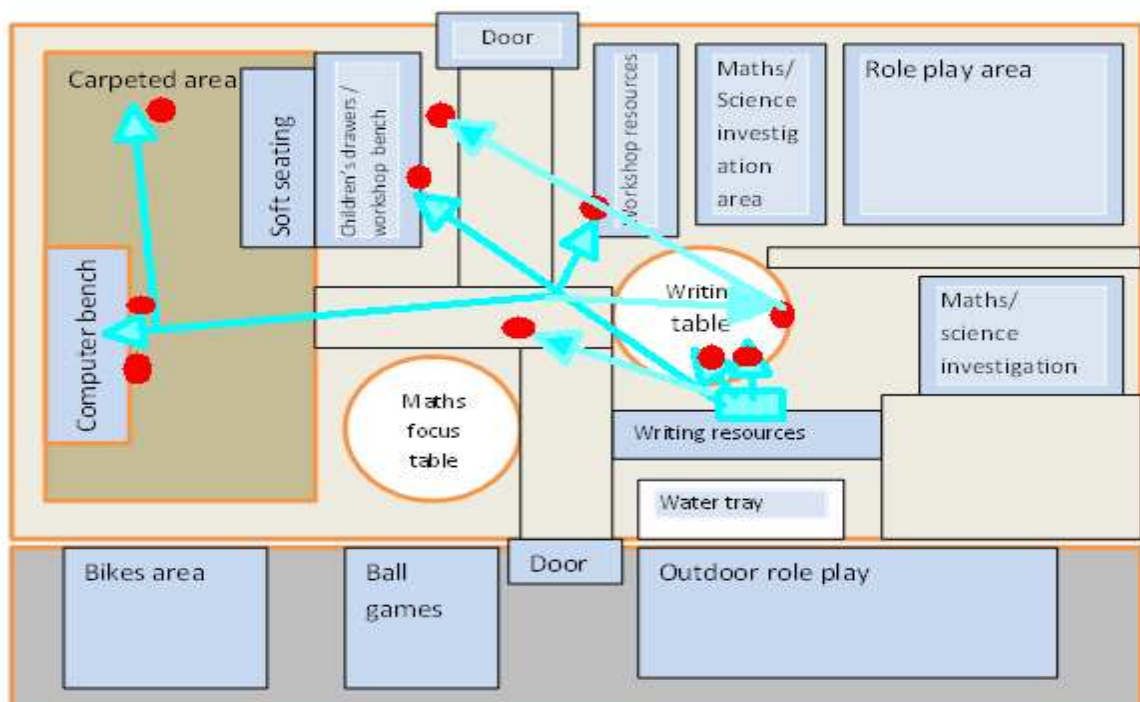 Door
Carpeted area
Soft seating
Children's drawers /
workshop bench
Workshop resources
Maths/
Science
investig
ation
area
Role play area
Computer bench
Writing
table
Maths/
science
investigation
Maths
focus
table
Writing resources
Water tray
Door
Bikes area
Ball
games
Outdoor role play